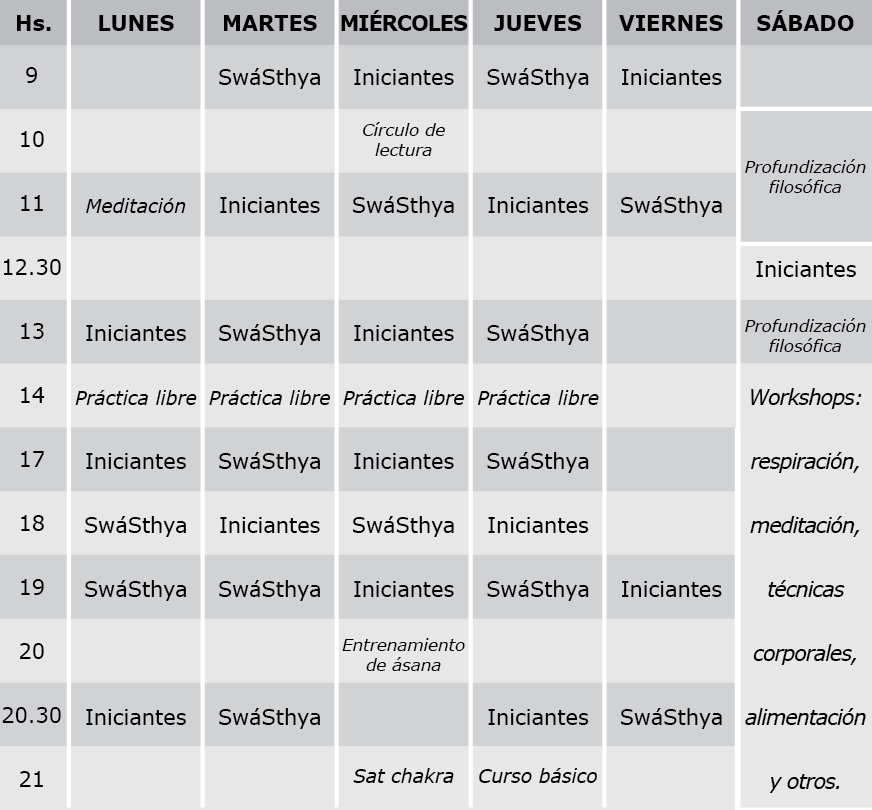 Hs. LUNES MARTES MIÉRCOLES JUEVES VIERNES SÁBADO
9 SwáSthya Iniciantes SwáSthya Iniciantes
10 Círculo de
lectura
Profundización
filosófica
11 Meditación Iniciantes SwáSthya Iniciantes SwáSthya
12.30 Iniciantes
13 Iniciantes SwáSthya Iniciantes SwáSthya Profundización
filosófica
14 Práctica libre Práctica libre Práctica libre Práctica libre Workshops:
17 Iniciantes SwáSthya Iniciantes SwáSthya respiración,
18 SwáSthya Iniciantes SwáSthya Iniciantes meditación,
19 SwáSthya SwáSthya Iniciantes SwáSthya Iniciantes técnicas
20 Entrenamiento
de ásana
corporales,
20.30 Iniciantes SwáSthya Iniciantes SwáSthya alimentación
21 Sat chakra Curso básico y otros.